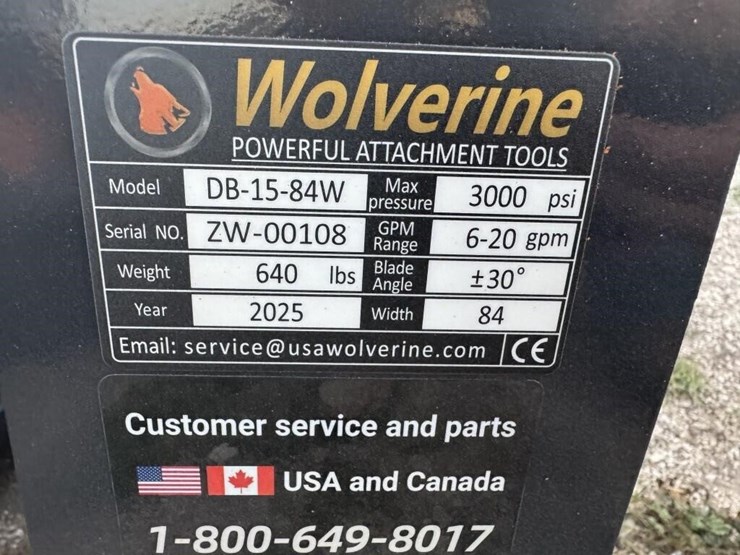 Wolverine
POWERFUL ATTACHMENT TOOLS
Model DB-15-84W Max pressure 3000 psi
Serial NO. ZW-00108 GPM Range 6-20 gpm
Weight 640 lbs Blade Angle ±30°
Year 2025 Width 84
Email: service@usawolverine.com CE
Customer service and parts
USA and Canada
1-800-649-8017